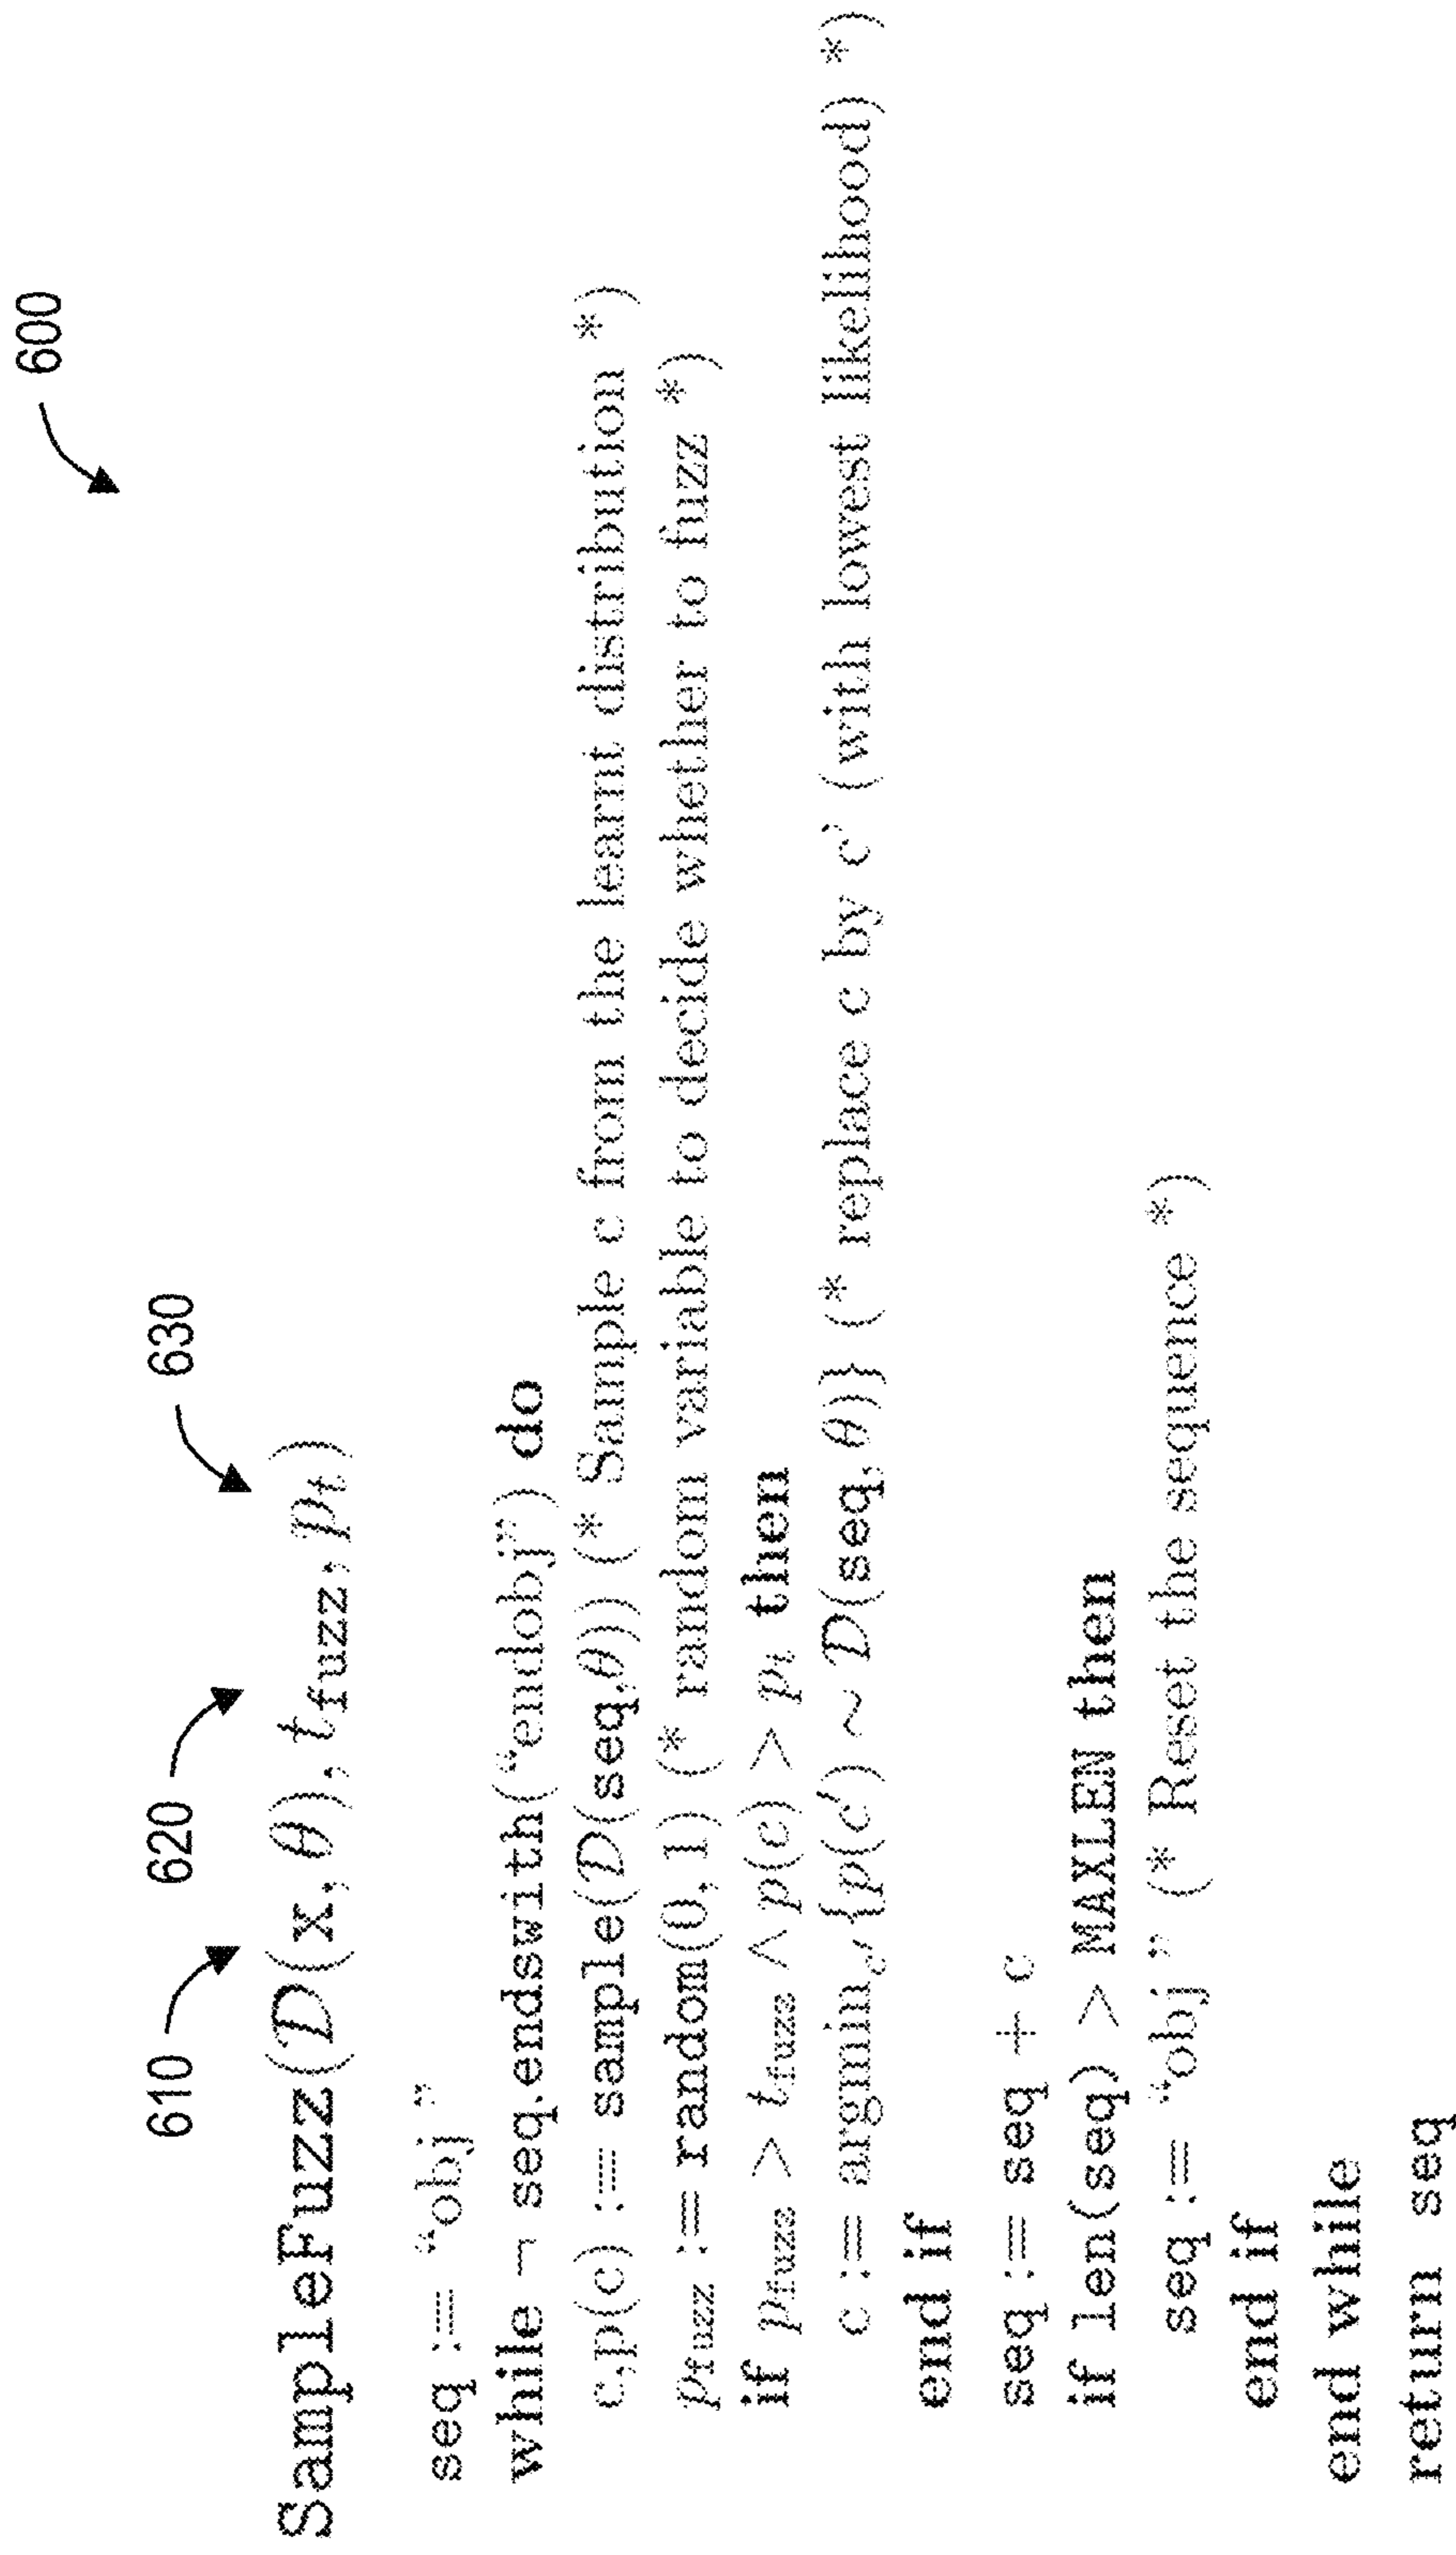 600
610 620 630
SampleFuzz(𝒟(x, θ), t_fuzz, p_t)
seq := “obj ”
while ¬ seq.endswith(“endobj”) do
c,p(c) := sample(𝒟(seq,θ)) (* Sample c from the learnt distribution *)
p_fuzz := random(0, 1) (* random variable to decide whether to fuzz *)
if p_fuzz > t_fuzz ∧ p(c) > p_t then
c := argmin_c′{p(c′) ∼ 𝒟(seq, θ)} (* replace c by c’ (with lowest likelihood) *)
end if
seq := seq + c
if len(seq) > MAXLEN then
seq := “obj ” (* Reset the sequence *)
end if
end while
return seq